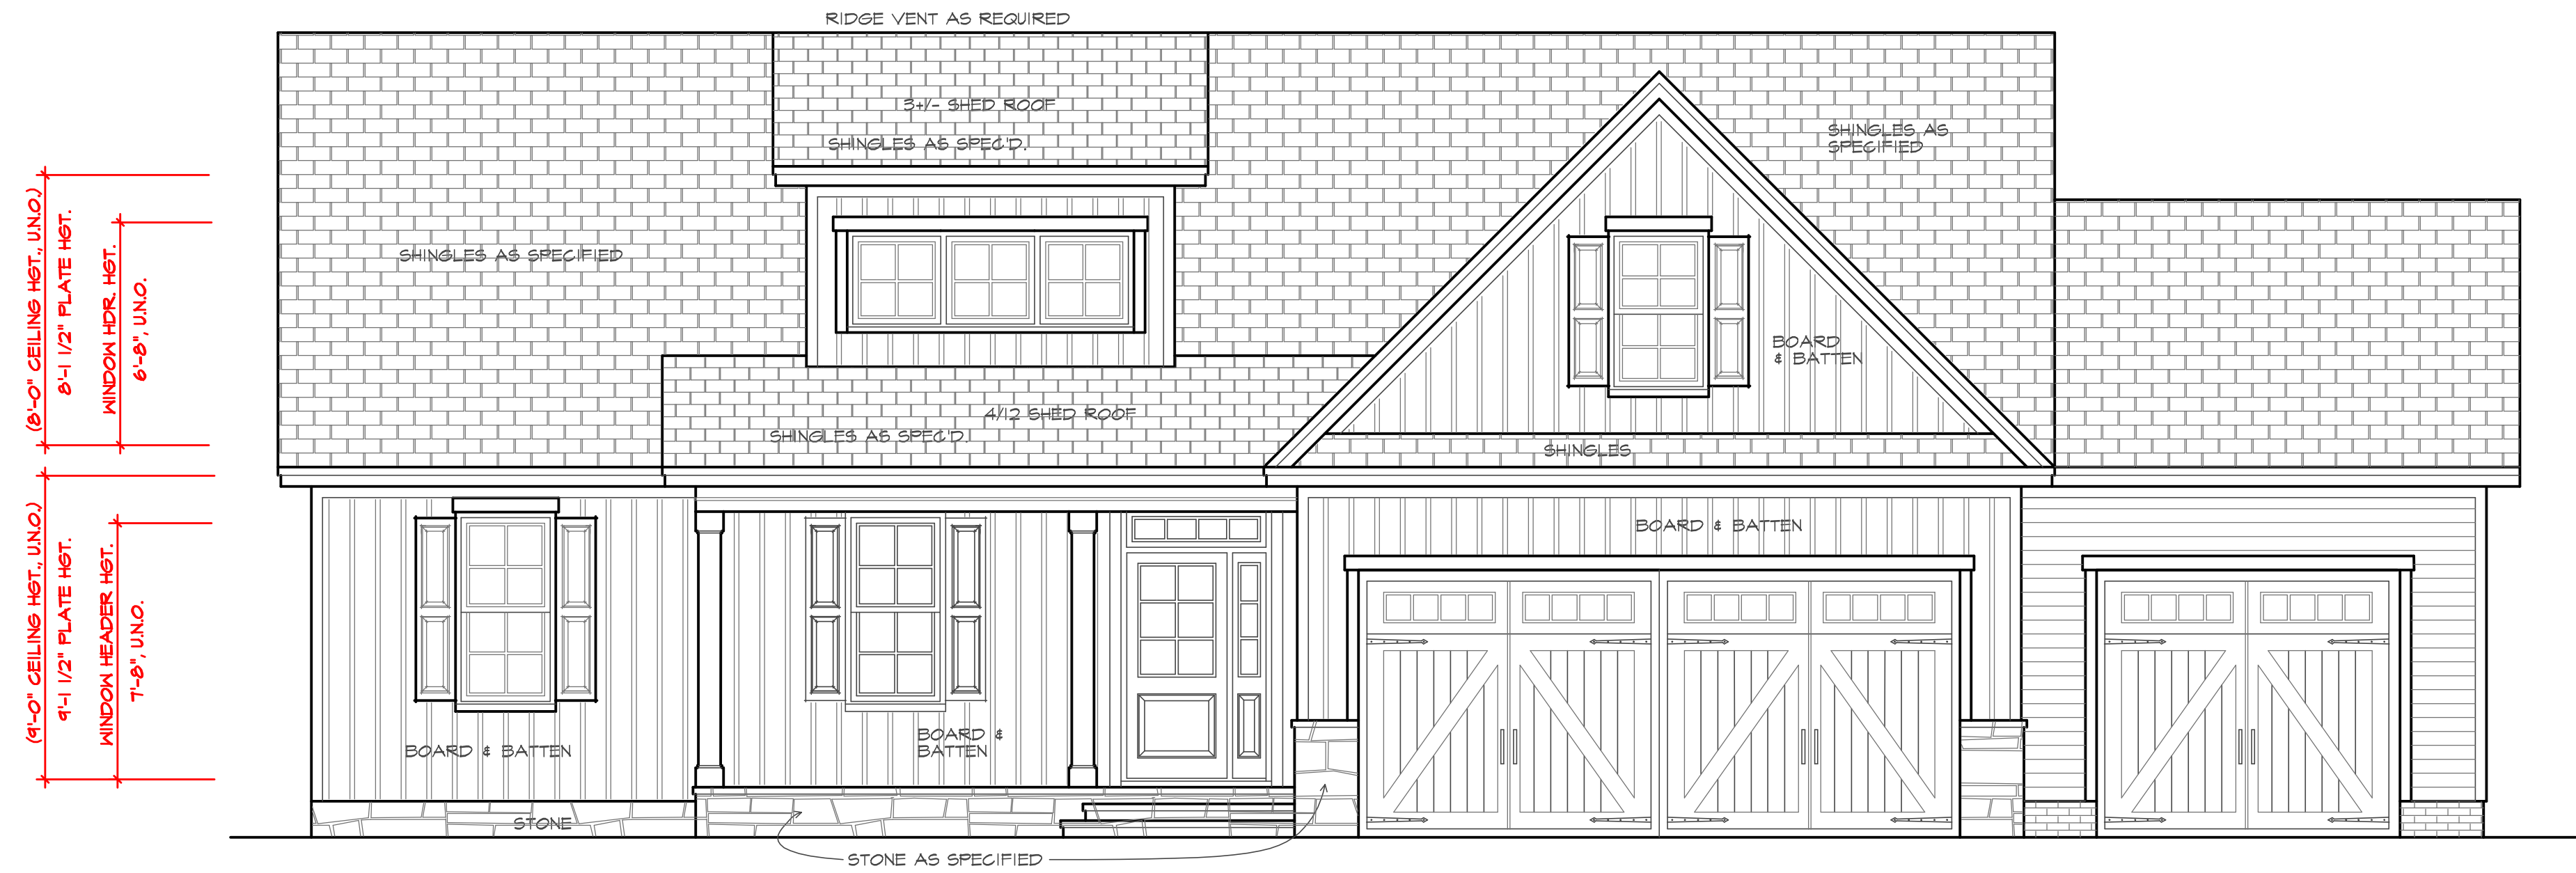 RIDGE VENT AS REQUIRED
3+/- SHED ROOF
SHINGLES AS SPEC'D.
SHINGLES AS
SPECIFIED
SHINGLES AS SPECIFIED
BOARD
& BATTEN
4/12 SHED ROOF
SHINGLES AS SPEC'D.
SHINGLES
(8'-0" CEILING HGT., U.N.O.)
8'-1 1/2" PLATE HGT.
WINDOW HDR. HGT.
6'-8", U.N.O.
(9'-0" CEILING HGT., U.N.O.)
9'-1 1/2" PLATE HGT.
WINDOW HEADER HGT.
7'-8", U.N.O.
BOARD & BATTEN
BOARD & BATTEN
BOARD &
BATTEN
STONE
STONE AS SPECIFIED